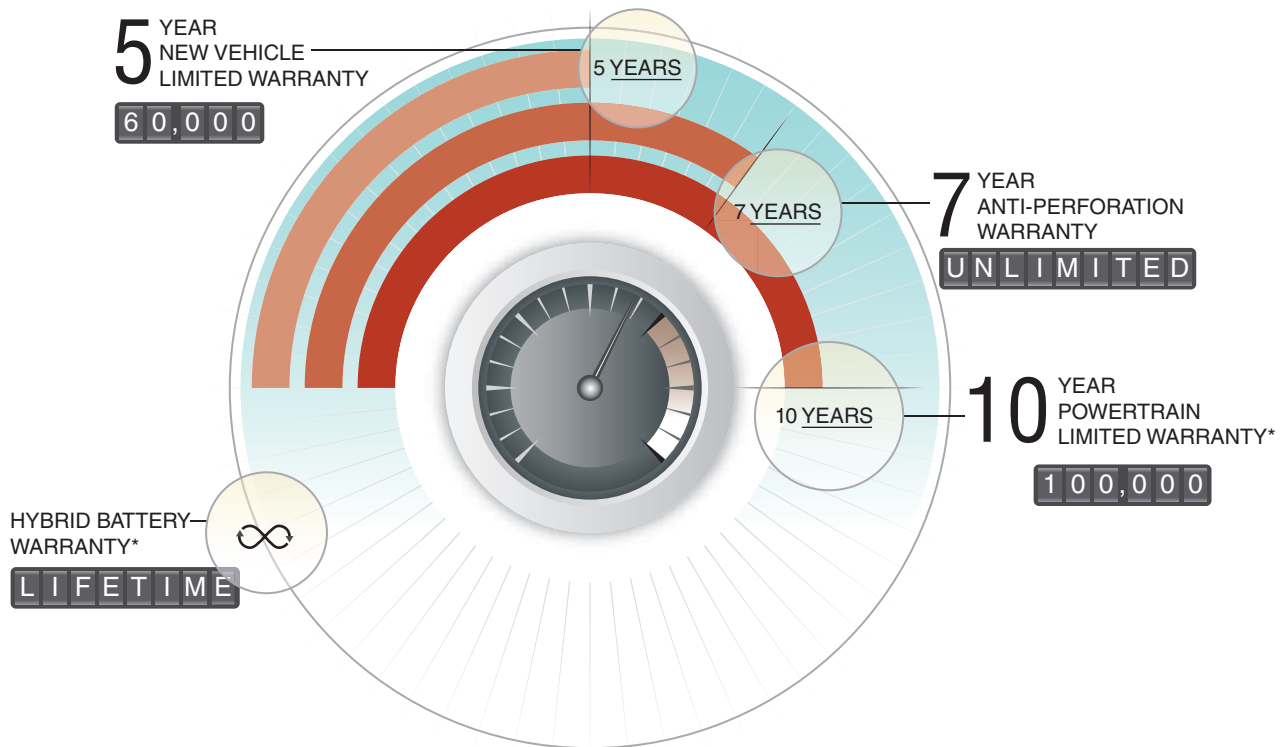 5 YEAR
NEW VEHICLE
LIMITED WARRANTY
60,000
5 YEARS
7 YEARS
7 YEAR
ANTI-PERFORATION
WARRANTY
UNLIMITED
10 YEARS
10 YEAR
POWERTRAIN
LIMITED WARRANTY*
100,000
HYBRID BATTERY
WARRANTY*
LIFETIME